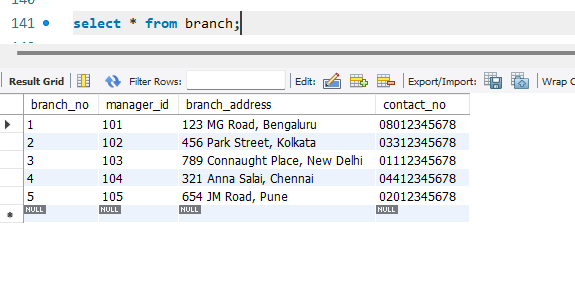 140
141 select * from branch;
Result Grid Filter Rows: Edit: Export/Import: Wrap C
branch_no manager_id branch_address contact_no
1 101 123 MG Road, Bengaluru 08012345678
2 102 456 Park Street, Kolkata 03312345678
3 103 789 Connaught Place, New Delhi 01112345678
4 104 321 Anna Salai, Chennai 04412345678
5 105 654 JM Road, Pune 02012345678
NULL NULL NULL NULL